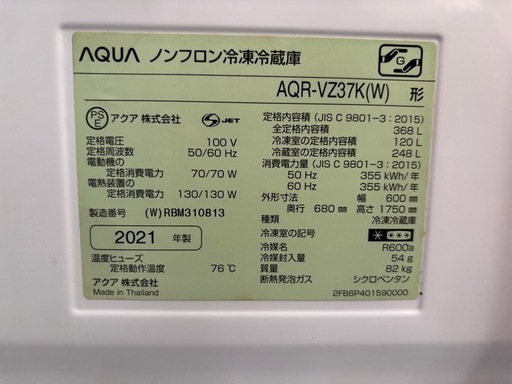 AQUA ノンフロン冷凍冷蔵庫
G
AQR-VZ37K(W) 形
PS E アクア 株式会社 S JET
定格電圧 100 V
定格周波数 50/60 Hz
電動機の
定格消費電力 70/70 W
電熱装置の
定格消費電力 130/130 W
製造番号 (W)RBM310813
2021 年製
温度ヒューズ
定格動作温度 76℃
アクア 株式会社
Made in Thailand
定格内容積 (JIS C 9801-3:2015)
全定格内容積 368 L
冷凍室の定格内容積 120 L
冷蔵室の定格内容積 248 L
消費電力量 (JIS C 9801-3:2015)
50 Hz 355 kWh/年
60 Hz 355 kWh/年
外形寸法 幅 600 mm
奥行 680 mm 高さ 1750 mm
種類 冷凍冷蔵庫
冷凍室の記号 * ***
冷媒名 R600a
冷媒封入量 54 g
質量 82 kg
断熱発泡ガス シクロペンタン
2FB6P401590000